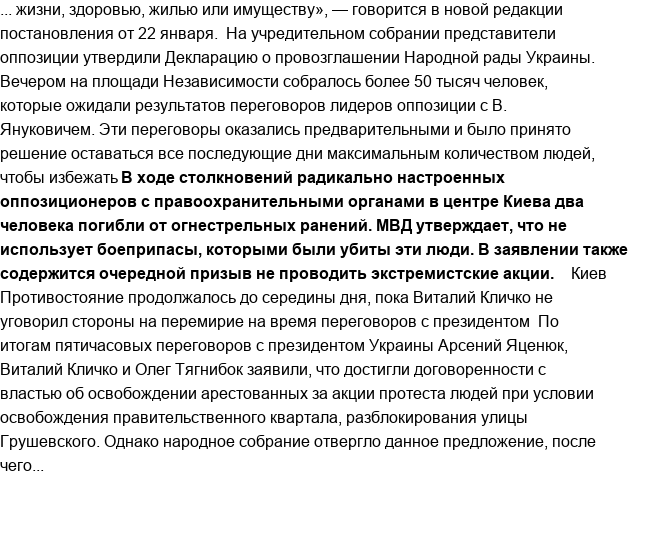 ... жизни, здоровью, жилью или имуществу», — говорится в новой редакции
постановления от 22 января.  На учредительном собрании представители
оппозиции утвердили Декларацию о провозглашении Народной рады Украины.
Вечером на площади Независимости собралось более 50 тысяч человек,
которые ожидали результатов переговоров лидеров оппозиции с В.
Януковичем. Эти переговоры оказались предварительными и было принято
решение оставаться все последующие дни максимальным количеством людей,
чтобы избежать В ходе столкновений радикально настроенных
оппозиционеров с правоохранительными органами в центре Киева два
человека погибли от огнестрельных ранений. МВД утверждает, что не
использует боеприпасы, которыми были убиты эти люди. В заявлении также
содержится очередной призыв не проводить экстремистские акции.    Киев
Противостояние продолжалось до середины дня, пока Виталий Кличко не
уговорил стороны на перемирие на время переговоров с президентом  По
итогам пятичасовых переговоров с президентом Украины Арсений Яценюк,
Виталий Кличко и Олег Тягнибок заявили, что достигли договоренности с
властью об освобождении арестованных за акции протеста людей при условии
освобождения правительственного квартала, разблокирования улицы
Грушевского. Однако народное собрание отвергло данное предложение, после
чего...